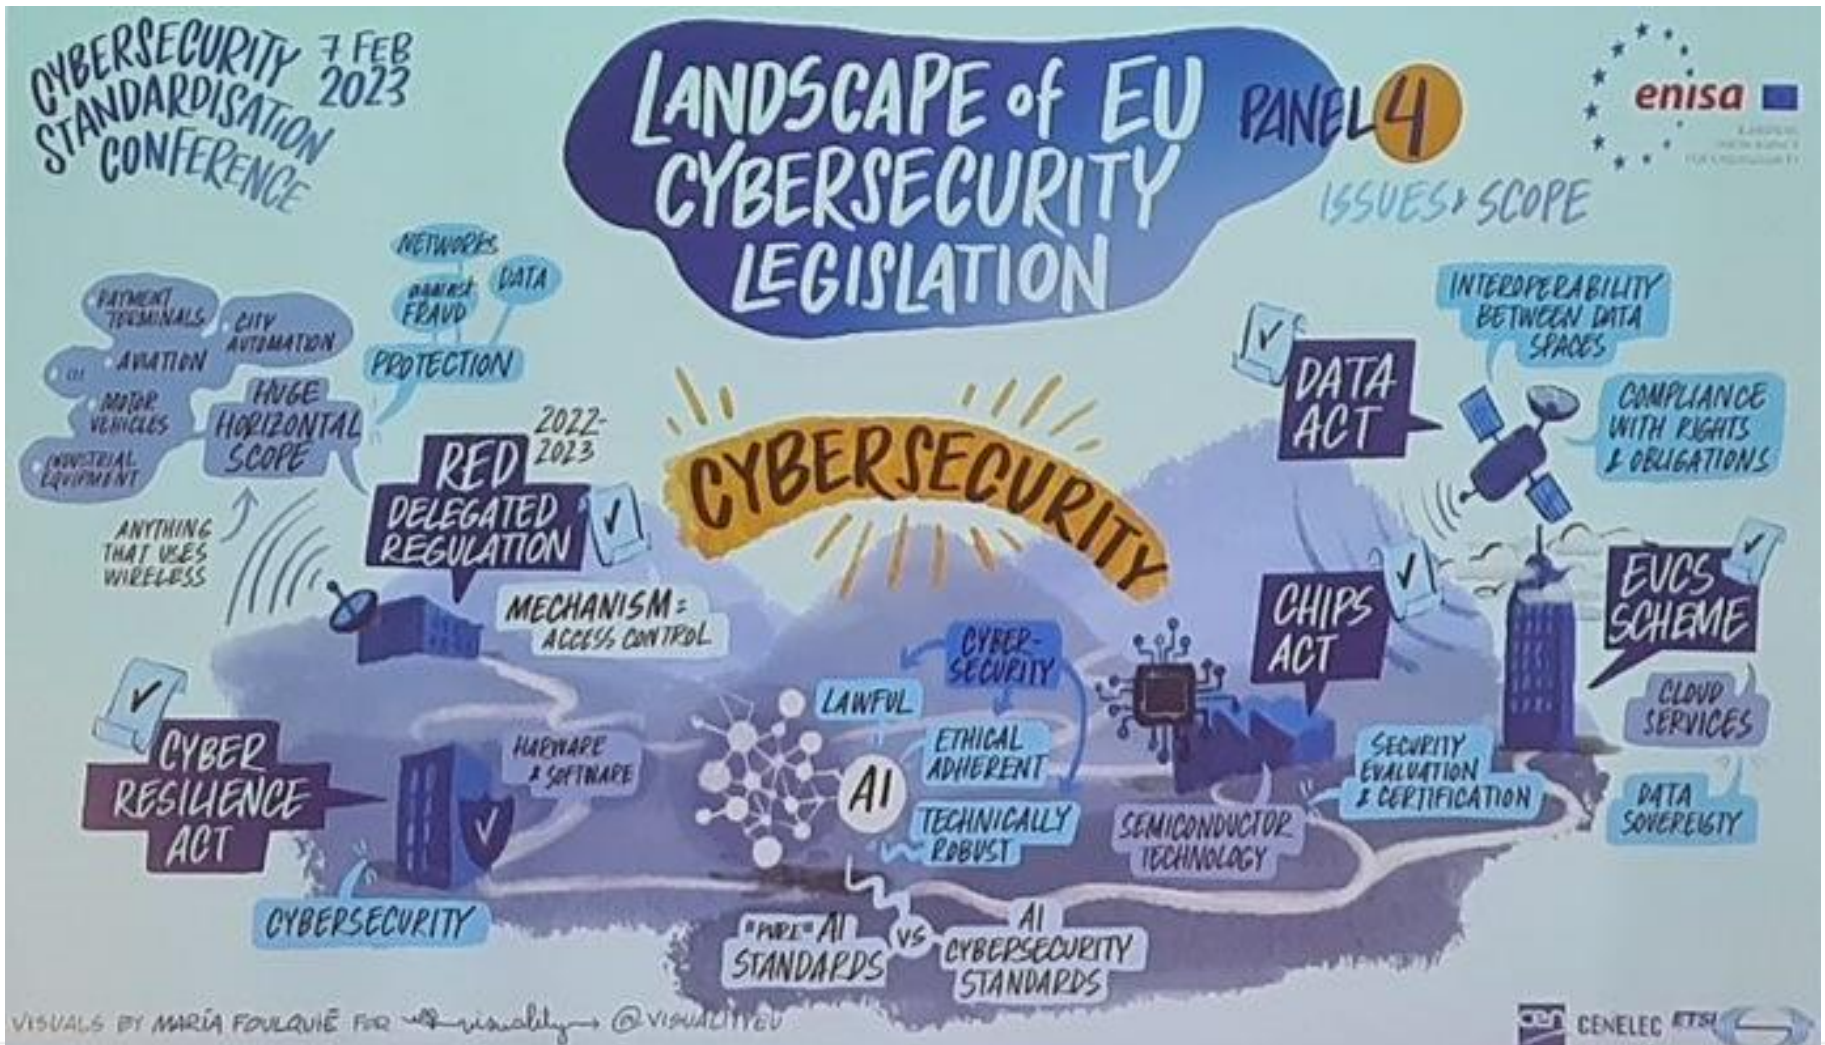 CYBERSECURITY
STANDARDISATION
CONFERENCE
7 FEB
2023
LANDSCAPE of EU
CYBERSECURITY
LEGISLATION
PANEL 4
ISSUES & SCOPE
enisa
NETWORKS
against
FRAUD
DATA
PROTECTION
PAYMENT
TERMINALS
CITY
AUTOMATION
AVIATION
MOTOR
VEHICLES
INDUSTRIAL
EQUIPMENT
HUGE
HORIZONTAL
SCOPE
ANYTHING
THAT USES
WIRELESS
2022-
2023
RED
DELEGATED
REGULATION
MECHANISM =
ACCESS CONTROL
CYBERSECURITY
DATA
ACT
INTEROPERABILITY
BETWEEN DATA
SPACES
COMPLIANCE
WITH RIGHTS
& OBLIGATIONS
CHIPS
ACT
EVCS
SCHEME
CLOUD
SERVICES
DATA
SOVEREIGTY
SECURITY
EVALUATION
& CERTIFICATION
SEMICONDUCTOR
TECHNOLOGY
CYBER-
SECURITY
LAWFUL
ETHICAL
ADHERENT
AI
TECHNICALLY
ROBUST
CYBER
RESILIENCE
ACT
HARWARE
& SOFTWARE
CYBERSECURITY
"PURE" AI
STANDARDS
VS
AI
CYBERSECURITY
STANDARDS
VISUALS BY MARÍA FOULQUIÉ FOR visuality @VISUALITYEU
cen CENELEC ETSI